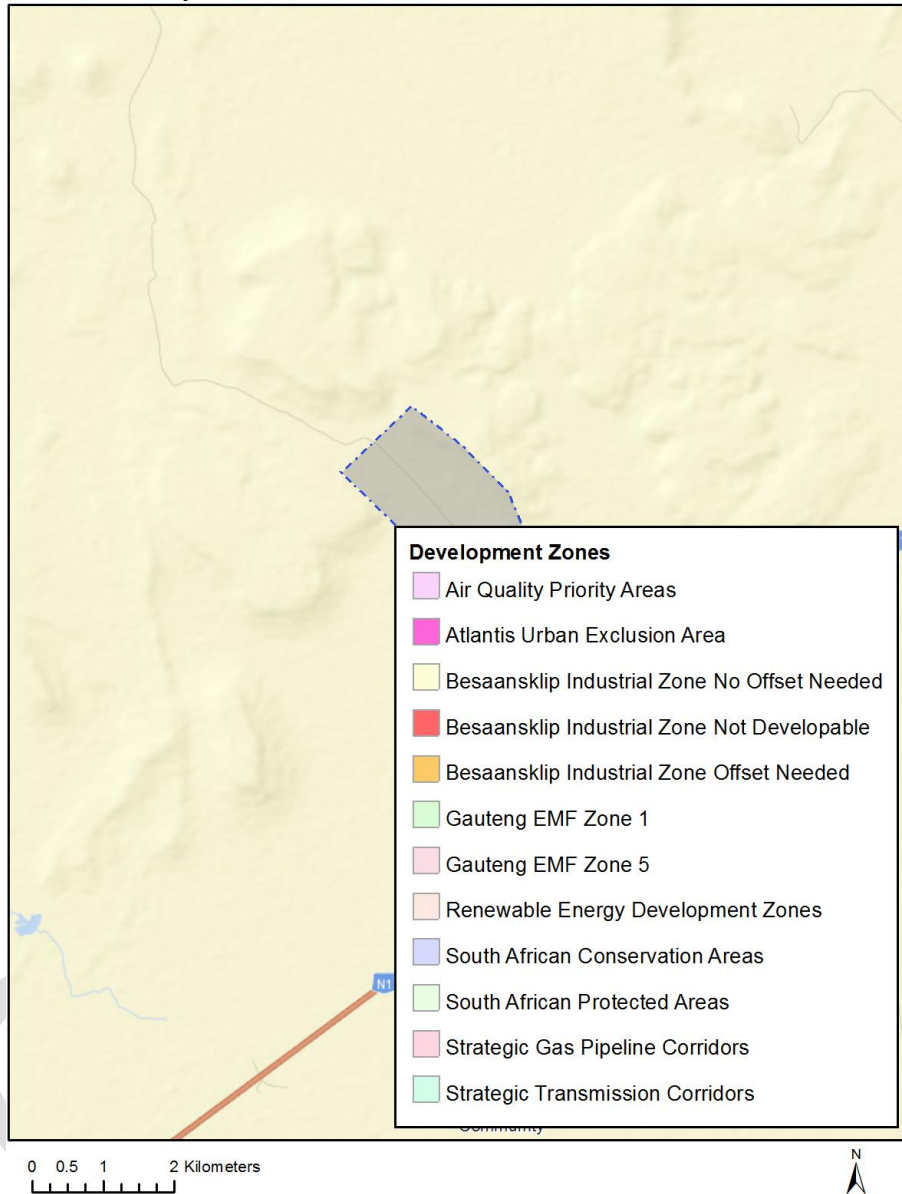 N1
Development Zones
Air Quality Priority Areas
Atlantis Urban Exclusion Area
Besaansklip Industrial Zone No Offset Needed
Besaansklip Industrial Zone Not Developable
Besaansklip Industrial Zone Offset Needed
Gauteng EMF Zone 1
Gauteng EMF Zone 5
Renewable Energy Development Zones
South African Conservation Areas
South African Protected Areas
Strategic Gas Pipeline Corridors
Strategic Transmission Corridors
Community
0 0.5 1 2 Kilometers
N